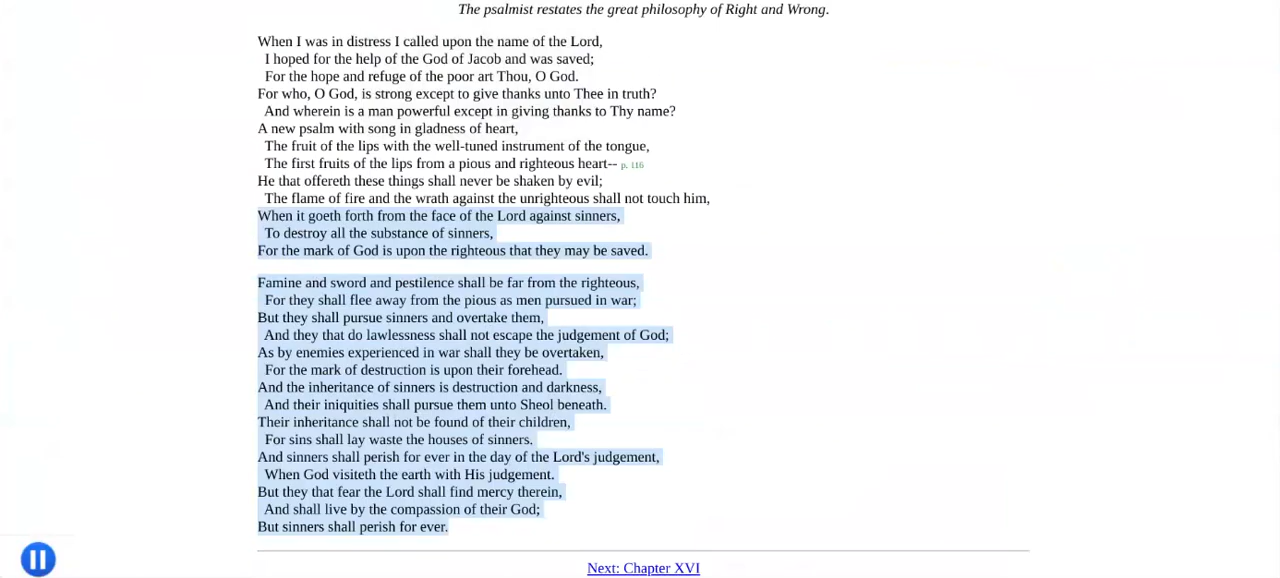 The psalmist restates the great philosophy of Right and Wrong.
When I was in distress I called upon the name of the Lord,
I hoped for the help of the God of Jacob and was saved;
For the hope and refuge of the poor art Thou, O God.
For who, O God, is strong except to give thanks unto Thee in truth?
And wherein is a man powerful except in giving thanks to Thy name?
A new psalm with song in gladness of heart,
The fruit of the lips with the well-tuned instrument of the tongue,
The first fruits of the lips from a pious and righteous heart-- p. 116
He that offereth these things shall never be shaken by evil;
The flame of fire and the wrath against the unrighteous shall not touch him,
When it goeth forth from the face of the Lord against sinners,
To destroy all the substance of sinners,
For the mark of God is upon the righteous that they may be saved.
Famine and sword and pestilence shall be far from the righteous,
For they shall flee away from the pious as men pursued in war;
But they shall pursue sinners and overtake them,
And they that do lawlessness shall not escape the judgement of God;
As by enemies experienced in war shall they be overtaken,
For the mark of destruction is upon their forehead.
And the inheritance of sinners is destruction and darkness,
And their iniquities shall pursue them unto Sheol beneath.
Their inheritance shall not be found of their children,
For sins shall lay waste the houses of sinners.
And sinners shall perish for ever in the day of the Lord's judgement,
When God visiteth the earth with His judgement.
But they that fear the Lord shall find mercy therein,
And shall live by the compassion of their God;
But sinners shall perish for ever.
Next: Chapter XVI